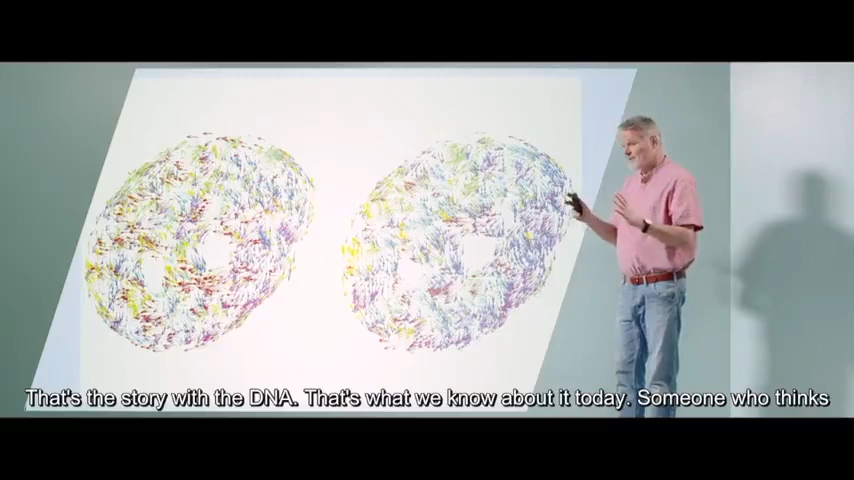 That's the story with the DNA. That's what we know about it today. Someone who thinks